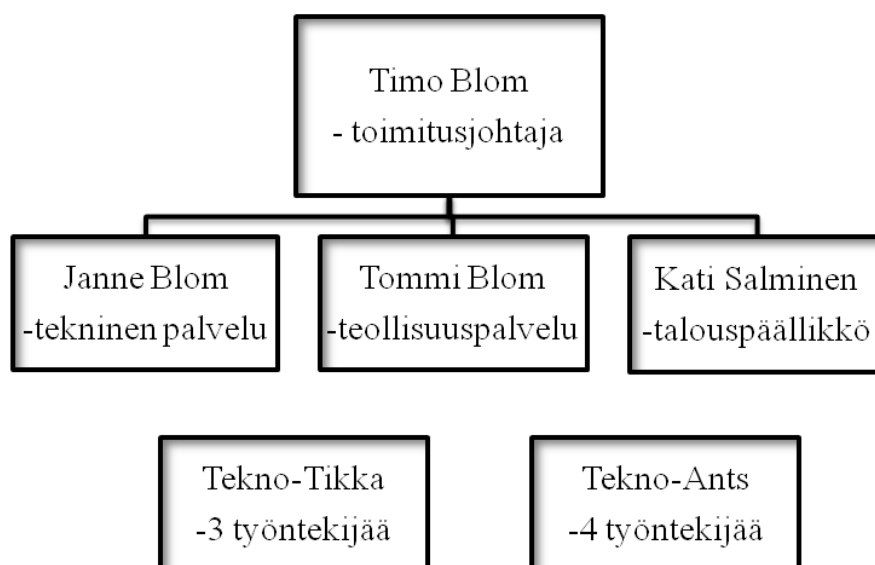 Timo Blom
- toimitusjohtaja
Janne Blom
-tekninen palvelu
Tommi Blom
-teollisuuspalvelu
Kati Salminen
-talouspäällikkö
Tekno-Tikka
-3 työntekijää
Tekno-Ants
-4 työntekijää